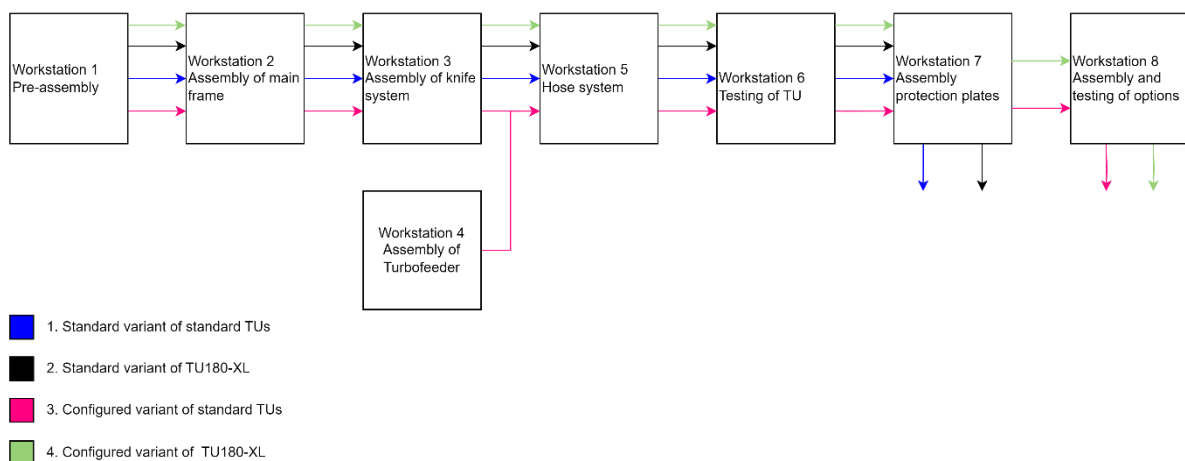 Workstation 1
Pre-assembly
Workstation 2
Assembly of main
frame
Workstation 3
Assembly of knife
system
Workstation 5
Hose system
Workstation 6
Testing of TU
Workstation 7
Assembly
protection plates
Workstation 8
Assembly and
testing of options
Workstation 4
Assembly of
Turbofeeder
1. Standard variant of standard TUs
2. Standard variant of TU180-XL
3. Configured variant of standard TUs
4. Configured variant of TU180-XL